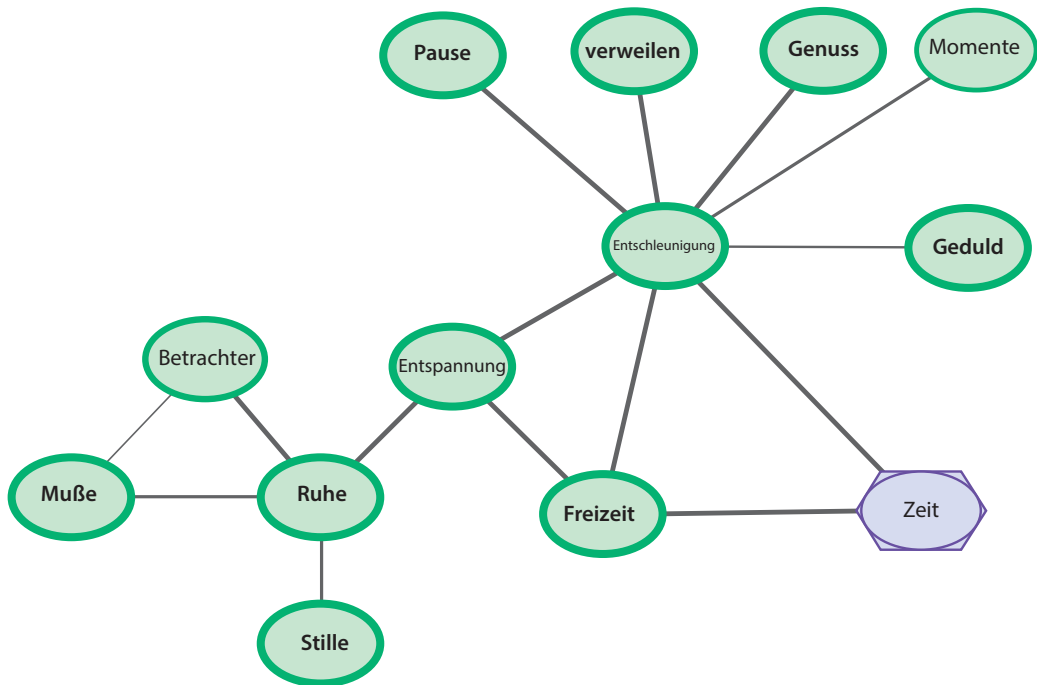 Pause
verweilen
Genuss
Momente
Entschleunigung
Geduld
Betrachter
Entspannung
Muße
Ruhe
Freizeit
Zeit
Stille